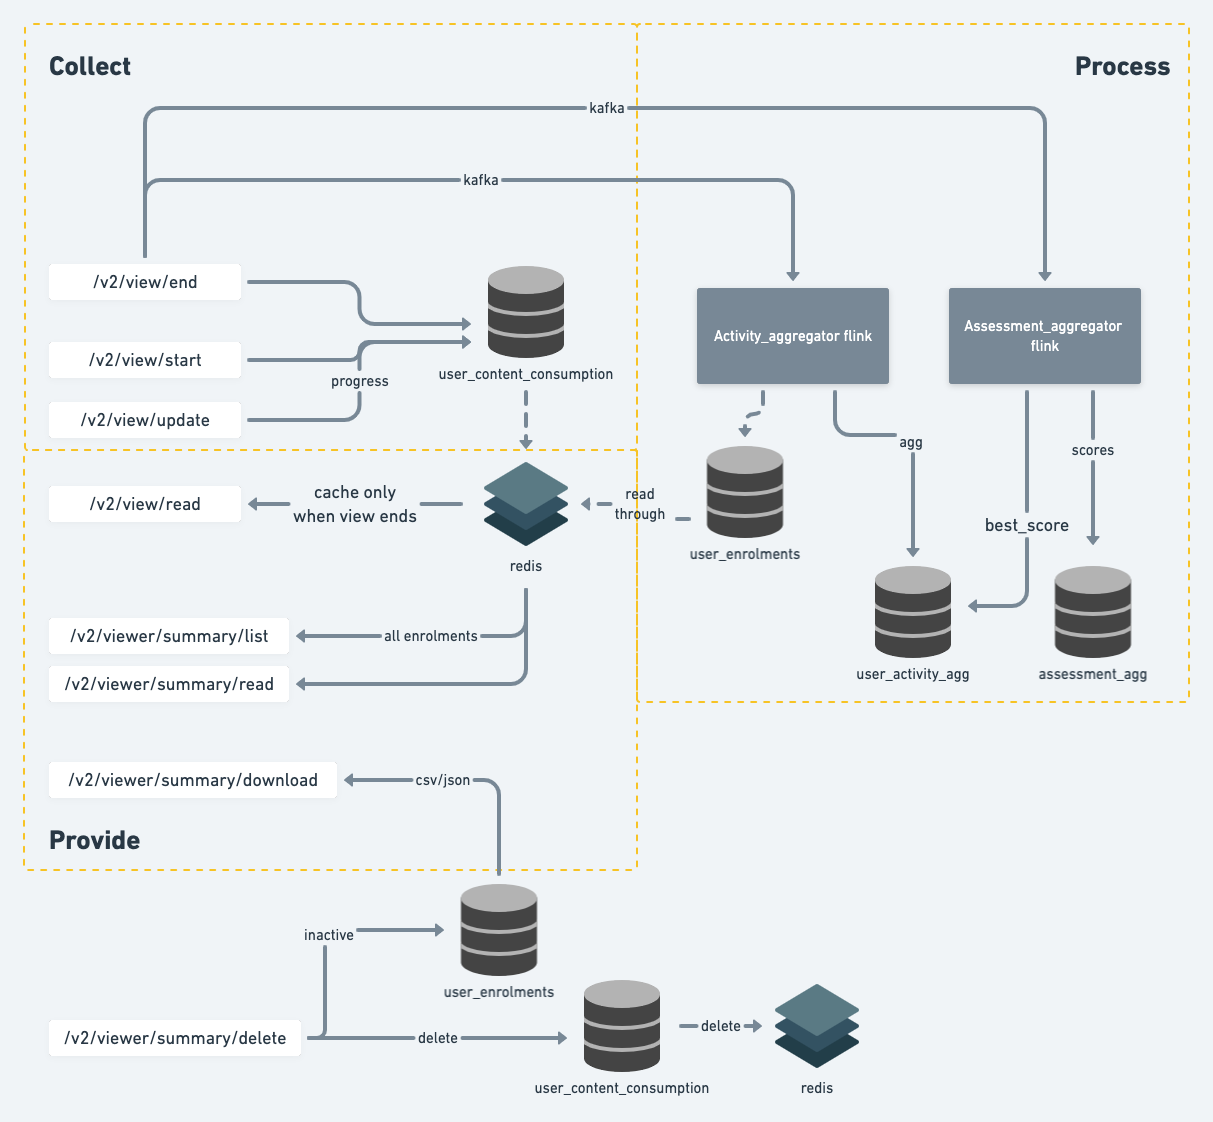 Collect
Process
kafka
kafka
/v2/view/end
/v2/view/start
/v2/view/update
progress
user_content_consumption
Activity_aggregator flink
Assessment_aggregator
flink
agg
scores
best_score
/v2/view/read
cache only
when view ends
read
through
redis
user_enrolments
user_activity_agg
assessment_agg
/v2/viewer/summary/list
all enrolments
/v2/viewer/summary/read
/v2/viewer/summary/download
csv/json
Provide
inactive
user_enrolments
/v2/viewer/summary/delete
delete
user_content_consumption
delete
redis